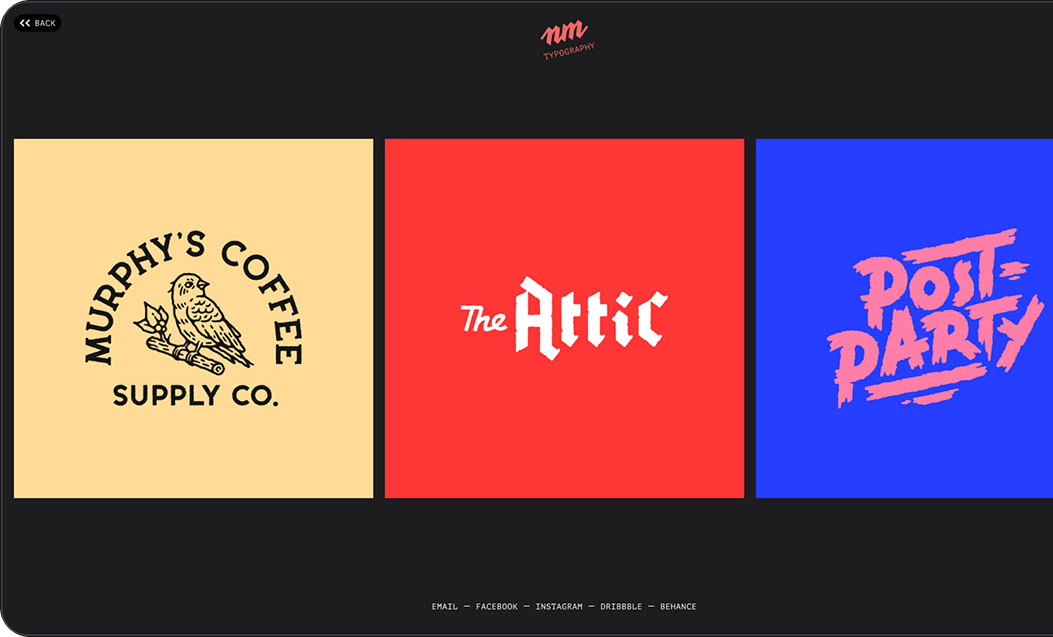 BACK
nm
TYPOGRAPHY
MURPHY'S COFFEE
SUPPLY CO.
The Attic
POST-
PARTY
EMAIL — FACEBOOK — INSTAGRAM — DRIBBBLE — BEHANCE